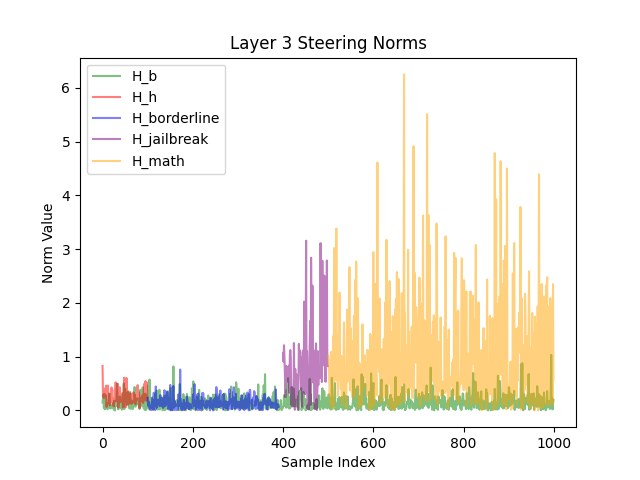 Layer 3 Steering Norms
H_b
H_h
H_borderline
H_jailbreak
H_math
Norm Value
6
5
4
3
2
1
0
0 200 400 600 800 1000
Sample Index